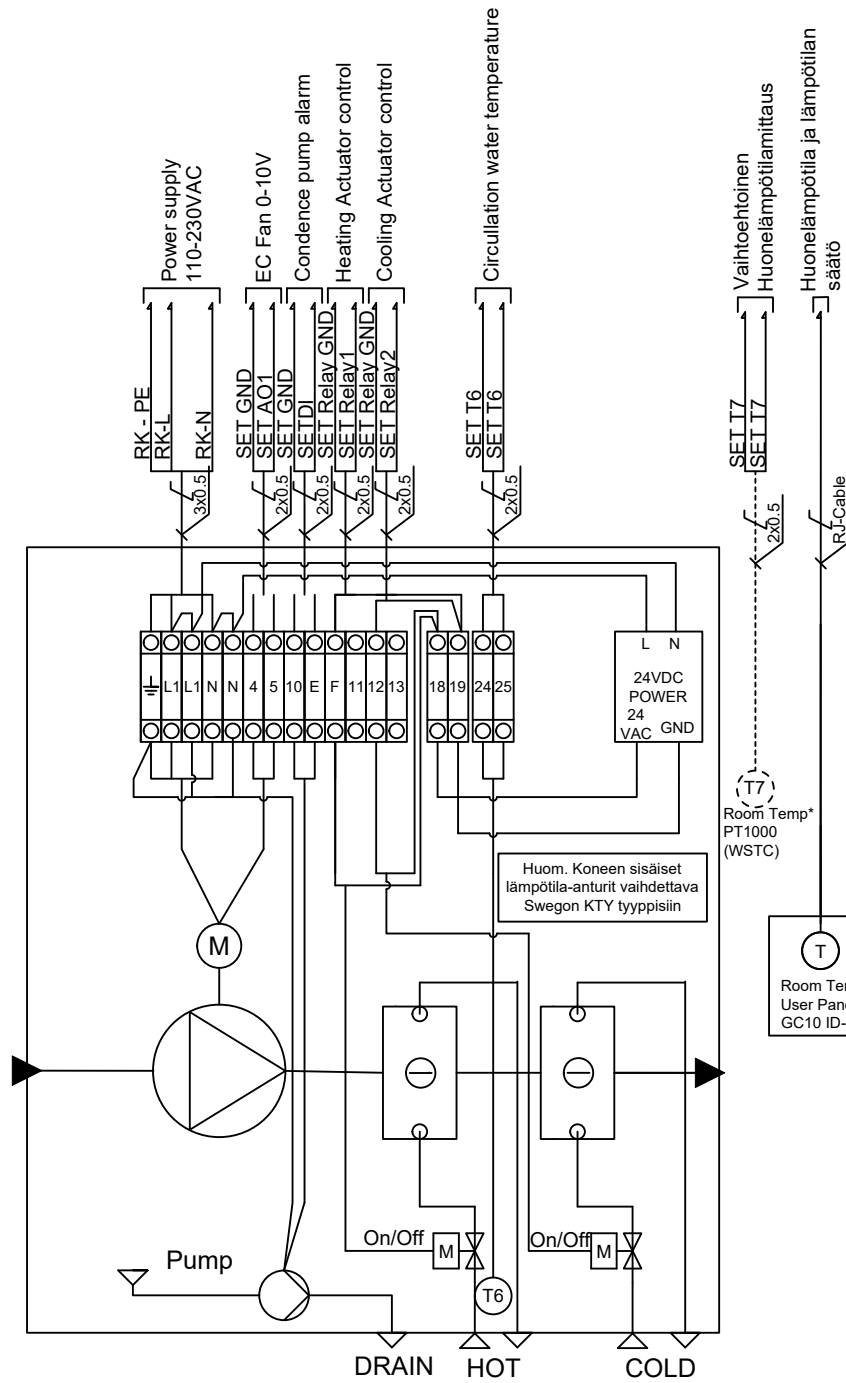 Power supply
110-230VAC
EC Fan 0-10V
Condence pump alarm
Heating Actuator control
Cooling Actuator control
Circullation water temperature
Vaihtoehtoinen
Huonelämpötilamittaus
Huonelämpötila ja lämpötilan
säätö
RK - PE
RK-L
RK-N
SET GND
SET AO1
SET GND
SETDI
SET Relay GND
SET Relay1
SET Relay GND
SET Relay2
SET T6
SET T6
SET T7
SET T7
3x0.5
2x0.5
2x0.5
2x0.5
2x0.5
2x0.5
2x0.5
RJ-Cable
L1 L1 N N 4 5 10 E F 11 12 13
18 19
24 25
L N
24VDC
POWER
24
VAC
GND
T7
Room Temp*
PT1000
(WSTC)
Huom. Koneen sisäiset
lämpötila-anturit vaihdettava
Swegon KTY tyyppisiin
M
T
User
GC10
On/Off
M
On/Off
M
Pump
T6
DRAIN
HOT
COLD